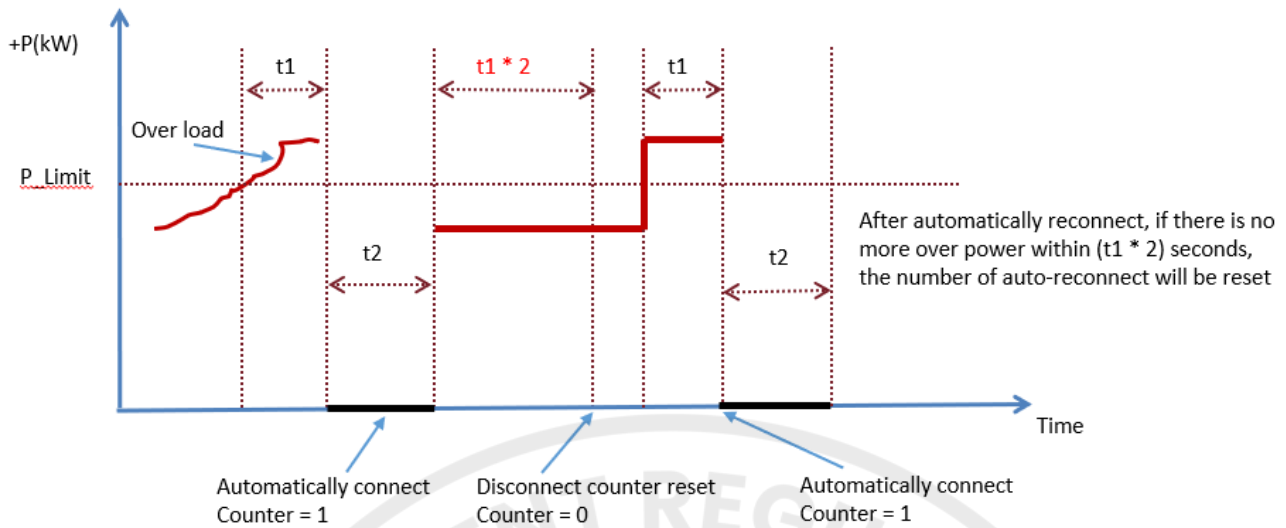 +P(kW)
t1
t1 * 2
t1
Over load
P_Limit
t2
t2
After automatically reconnect, if there is no
more over power within (t1 * 2) seconds,
the number of auto-reconnect will be reset
Time
Automatically connect
Counter = 1
Disconnect counter reset
Counter = 0
Automatically connect
Counter = 1